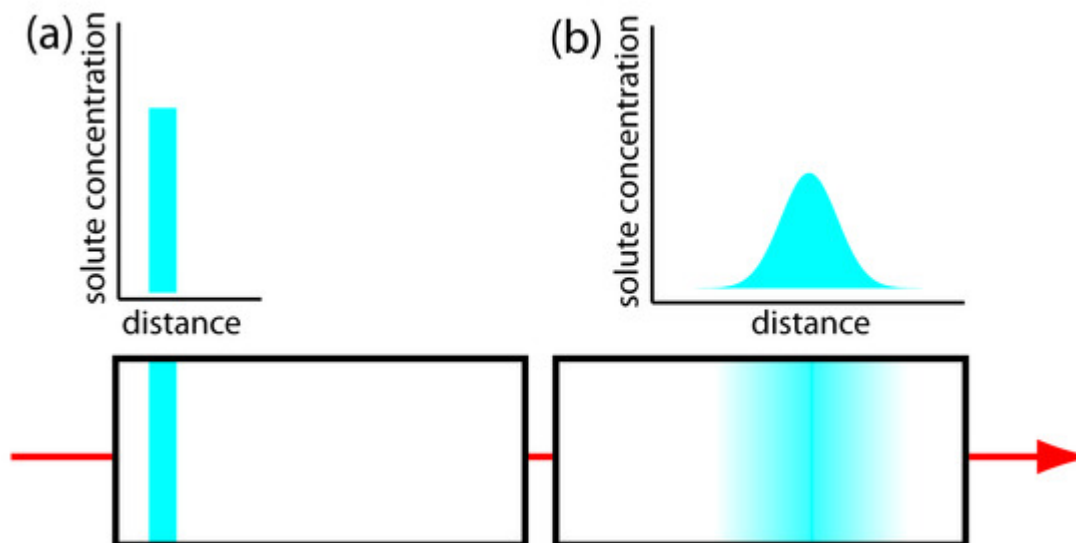 (a)
solute concentration
distance
(b)
solute concentration
distance